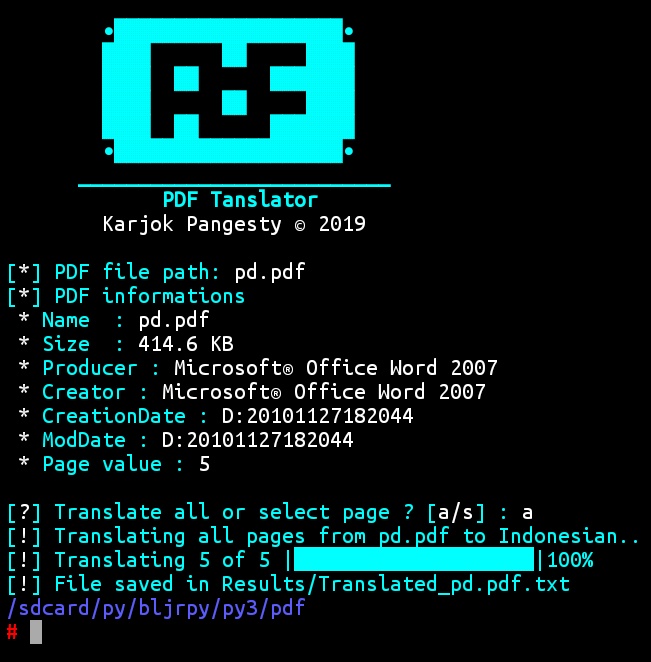 PDF
PDF Tanslator
Karjok Pangesty © 2019
[*] PDF file path: pd.pdf
[*] PDF informations
* Name : pd.pdf
* Size : 414.6 KB
* Producer : Microsoft® Office Word 2007
* Creator : Microsoft® Office Word 2007
* CreationDate : D:20101127182044
* ModDate : D:20101127182044
* Page value : 5
[?] Translate all or select page ? [a/s] : a
[!] Translating all pages from pd.pdf to Indonesian..
[!] Translating 5 of 5 |██████████|100%
[!] File saved in Results/Translated_pd.pdf.txt
/sdcard/py/bljrpy/py3/pdf
#